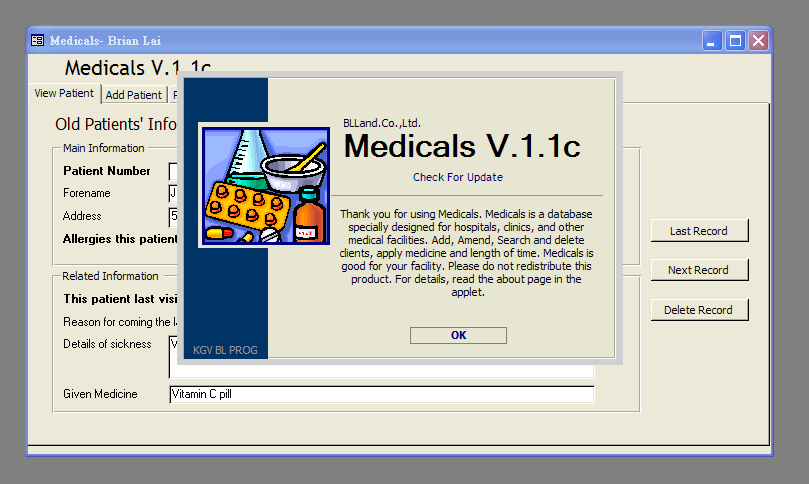 Medicals- Brian Lai
Medicals V.1.1c
View Patient
Add Patient
Old Patients' Info
Main Information
Patient Number
Forename
J
Address
5
Allergies this patient
Related Information
This patient last visi
Reason for coming the la
Details of sickness
V
Given Medicine
Vitamin C pill
Last Record
Next Record
Delete Record
BLLand.Co.,Ltd.
Medicals V.1.1c
Check For Update
Thank you for using Medicals. Medicals is a database
specially designed for hospitals, clinics, and other
medical facilities. Add, Amend, Search and delete
clients, apply medicine and length of time. Medicals is
good for your facility. Please do not redistribute this
product. For details, read the about page in the
applet.
OK
KGV BL PROG